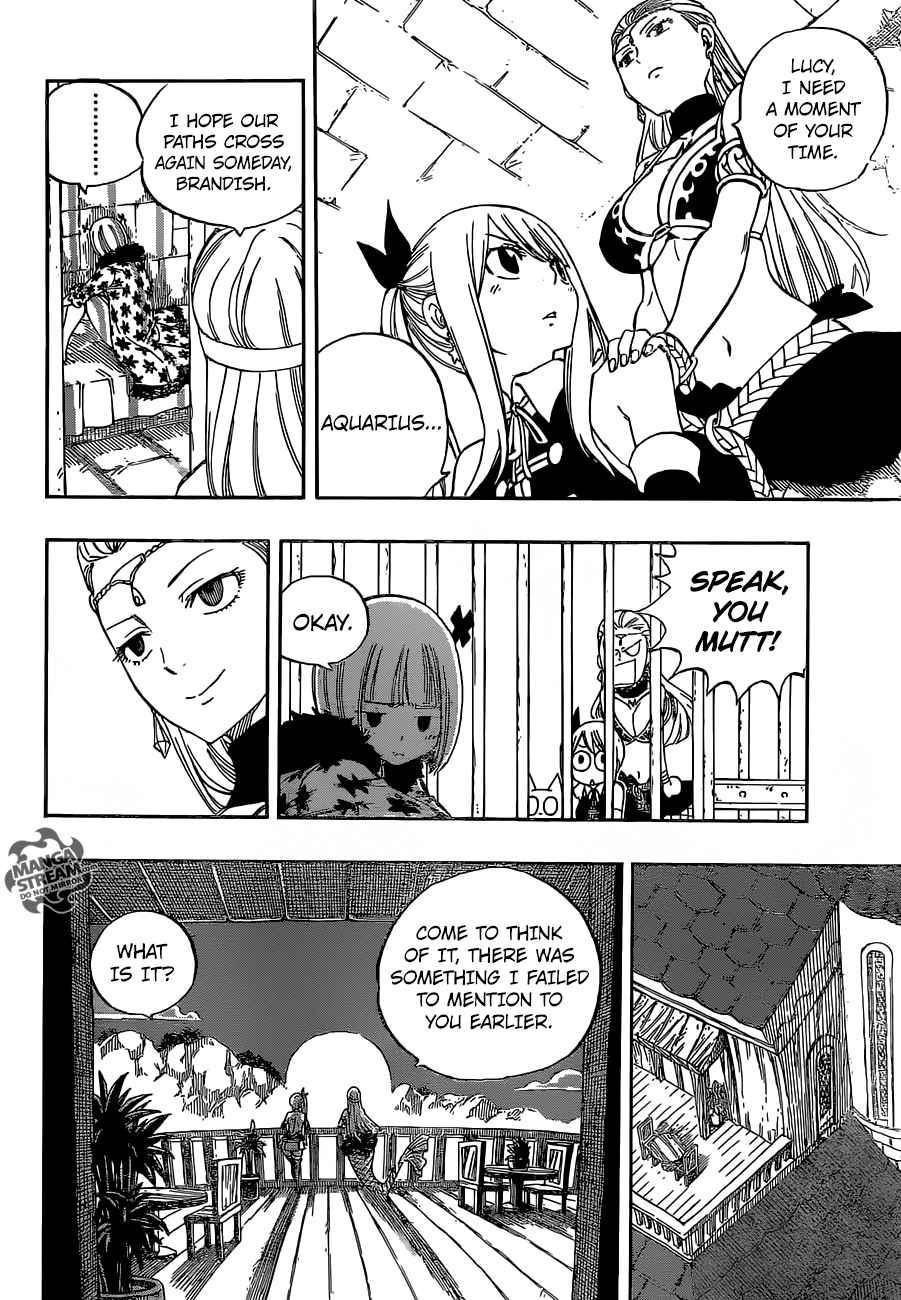 LUCY,
I NEED
A MOMENT
OF YOUR
TIME.
AQUARIUS...
I HOPE OUR
PATHS CROSS
AGAIN SOMEDAY,
BRANDISH.
.........
SPEAK,
YOU
MUTT!
OKAY.
COME TO THINK
OF IT, THERE WAS
SOMETHING I FAILED
TO MENTION TO
YOU EARLIER.
WHAT
IS IT?
MANGA
STREAM
DO NOT MIRROR